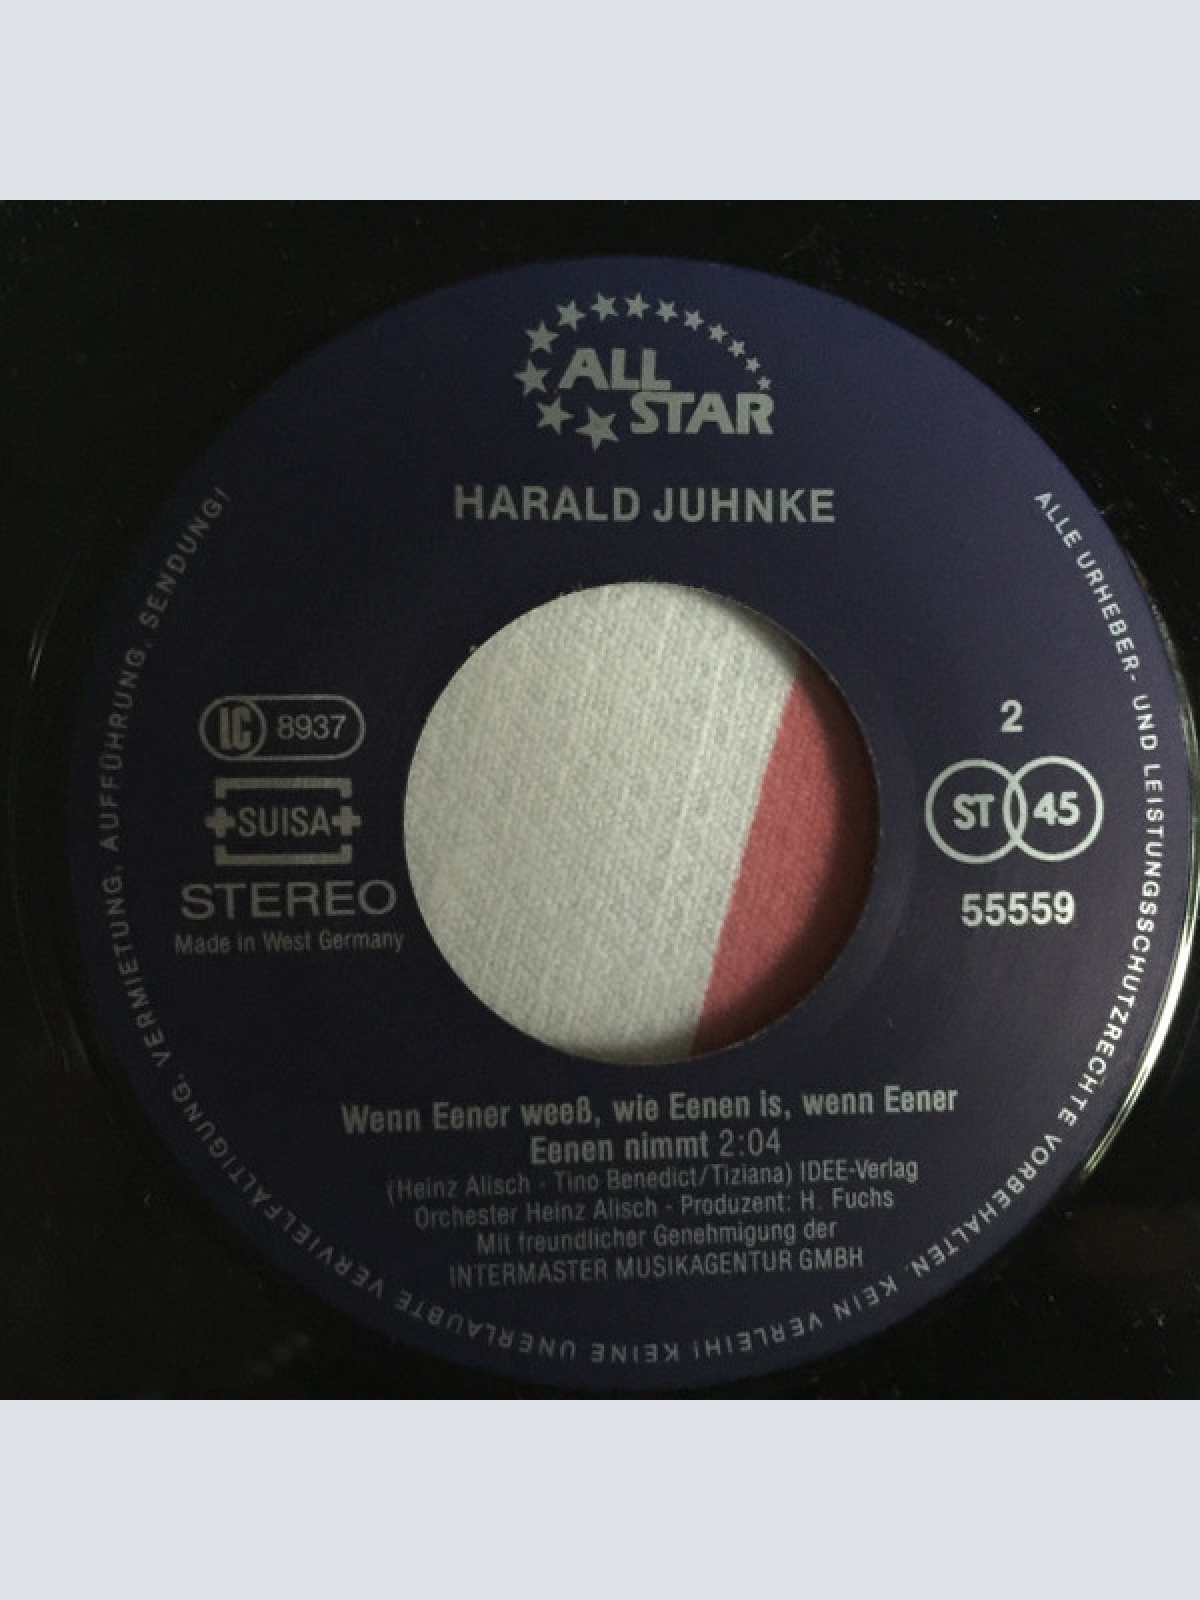 ALL
STAR
HARALD JUHNKE
LC 8937
SUISA
STEREO
Made in West Germany
2
ST 45
55559
Wenn Eener weeß, wie Eenen is, wenn Eener
Eenen nimmt 2:04
(Heinz Alisch - Tino Benedict/Tiziana) IDEE-Verlag
Orchester Heinz Alisch - Produzent: H. Fuchs
Mit freundlicher Genehmigung der
INTERMASTER MUSIKAGENTUR GMBH
ALLE URHEBER- UND LEISTUNGSSCHUTZRECHTE VORBEHALTEN. KEIN VERLEIH! KEINE UNERLAUBTE VERVIELFÄLTIGUNG, VERMIETUNG, AUFFÜHRUNG, SENDUNG!